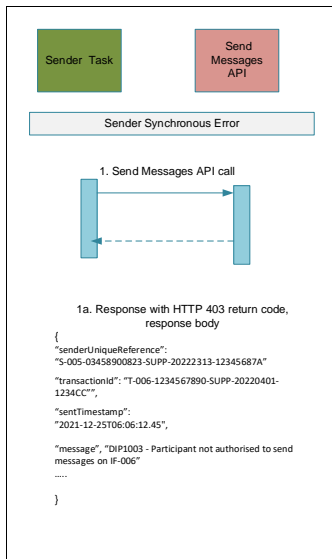 Sender Task
Send
Messages
API
Sender Synchronous Error
1. Send Messages API call
1a. Response with HTTP 403 return code,
response body
{
“senderUniqueReference”:
“S-005-03458900823-SUPP-20222313-12345687A”
“transactionId”: “T-006-1234567890-SUPP-20220401-
1234CC””,
“sentTimestamp”:
“2021-12-25T06:06:12.45",
“message”, “DIP1003 - Participant not authorised to send
messages on IF-006”
.....
}